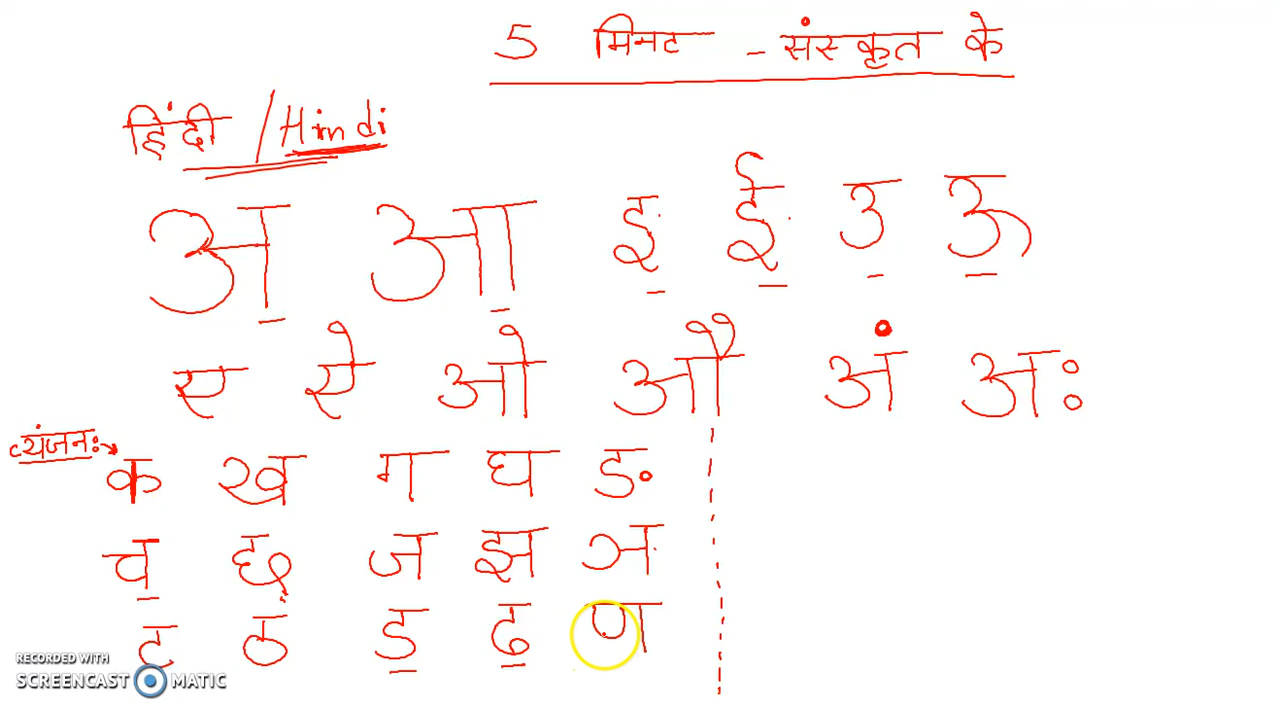 5 मिनट - संस्कृत के
हिंदी / Hindi
अ आ इ ई उ ऊ
ए ऐ ओ औ अं अः
व्यंजनः→
क ख ग घ ङ
च छ ज झ ञ
ट ठ ड ढ ण
RECORDED WITH
SCREENCAST MATIC